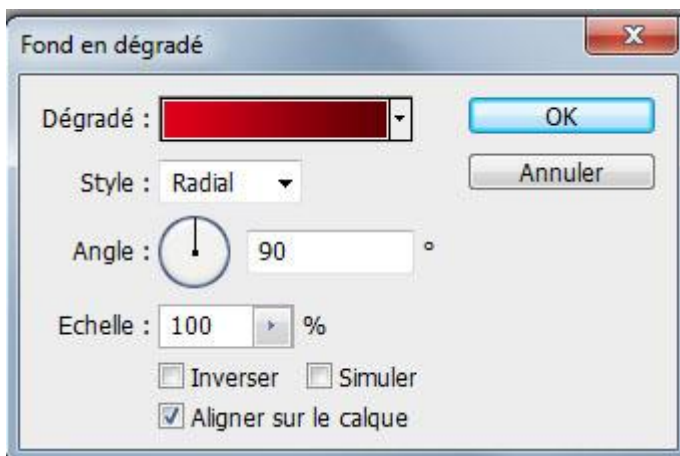 Fond en dégradé
Dégradé :
OK
Style : Radial
Annuler
Angle : 90 °
Echelle : 100 %
Inverser Simuler
Aligner sur le calque